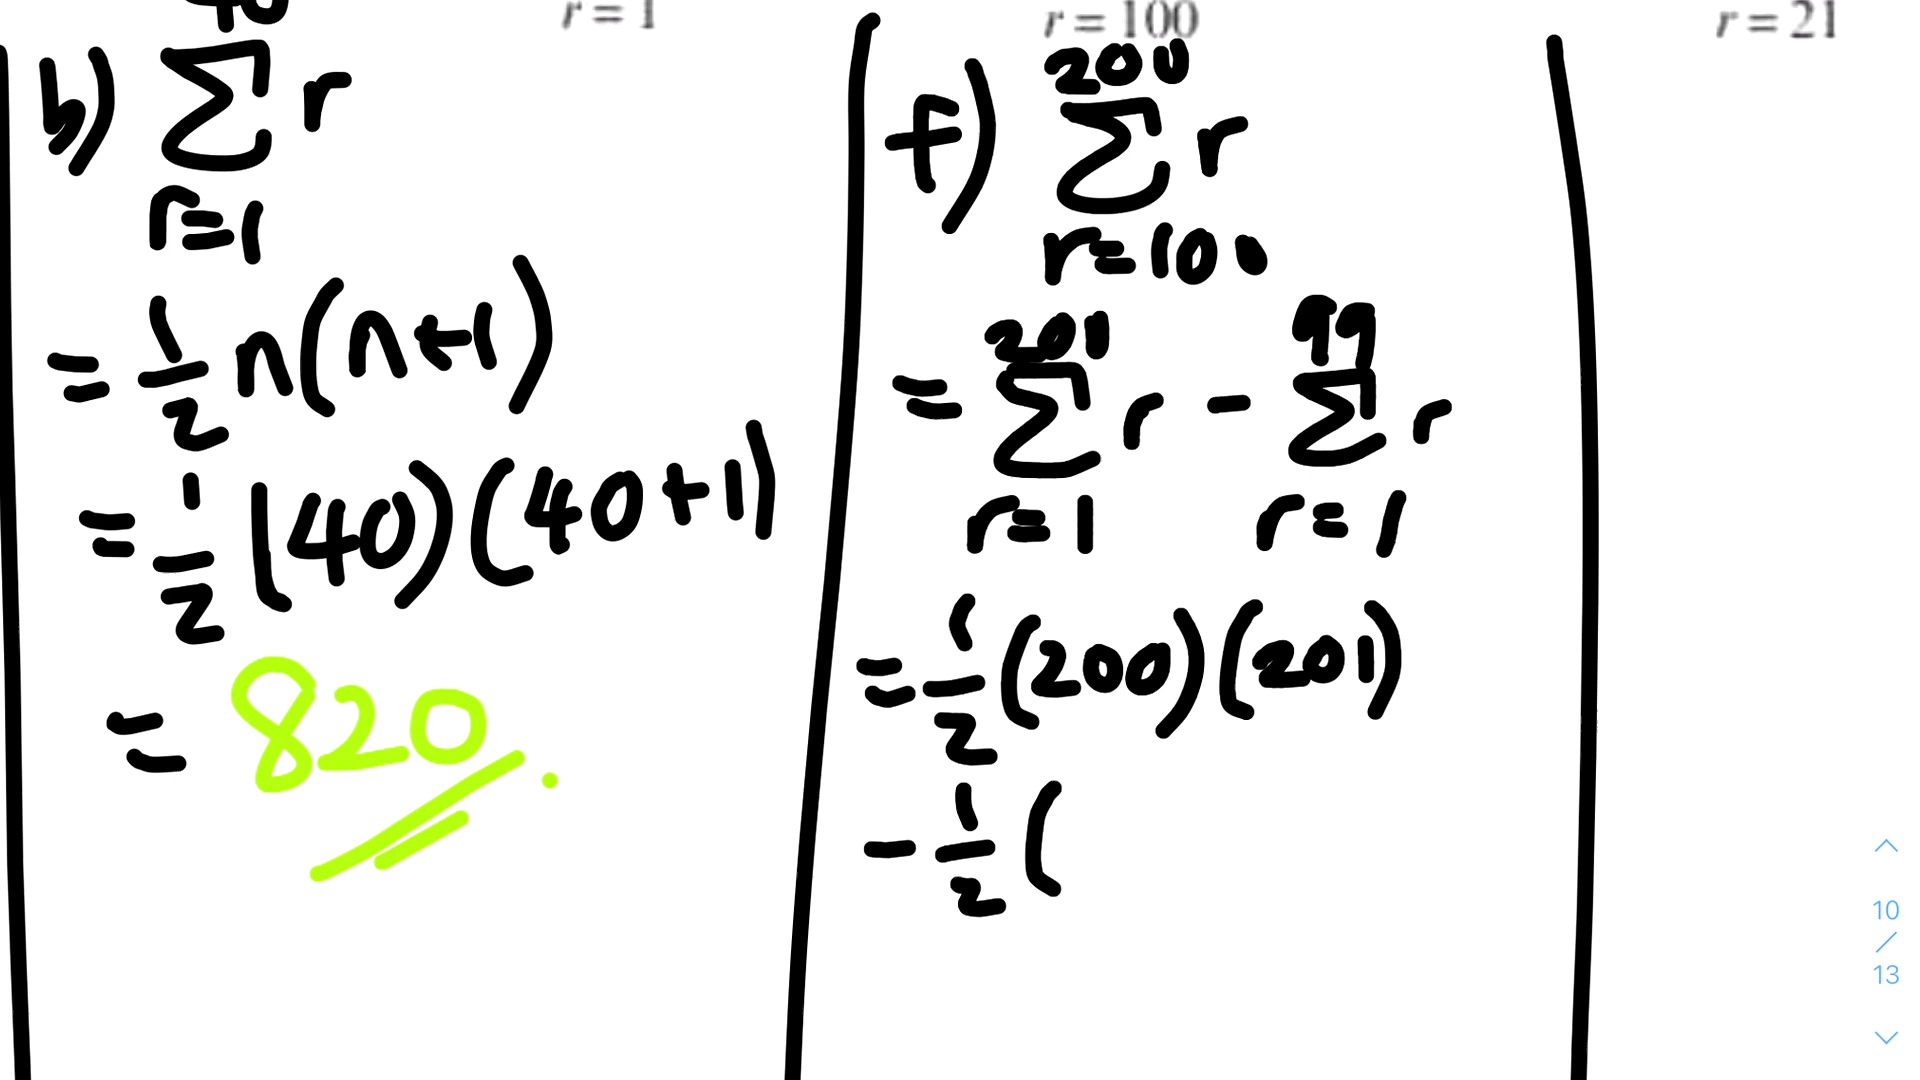 r = 1
r = 100
r = 21
b) 40
∑ r
r=1
= 1/2 n(n+1)
= 1/2 (40)(40+1)
= 820.
f) 200
∑ r
r=100
= 201 ∑ r - 99 ∑ r
r=1 r=1
= 1/2 (200)(201)
- 1/2 (
10
/
13